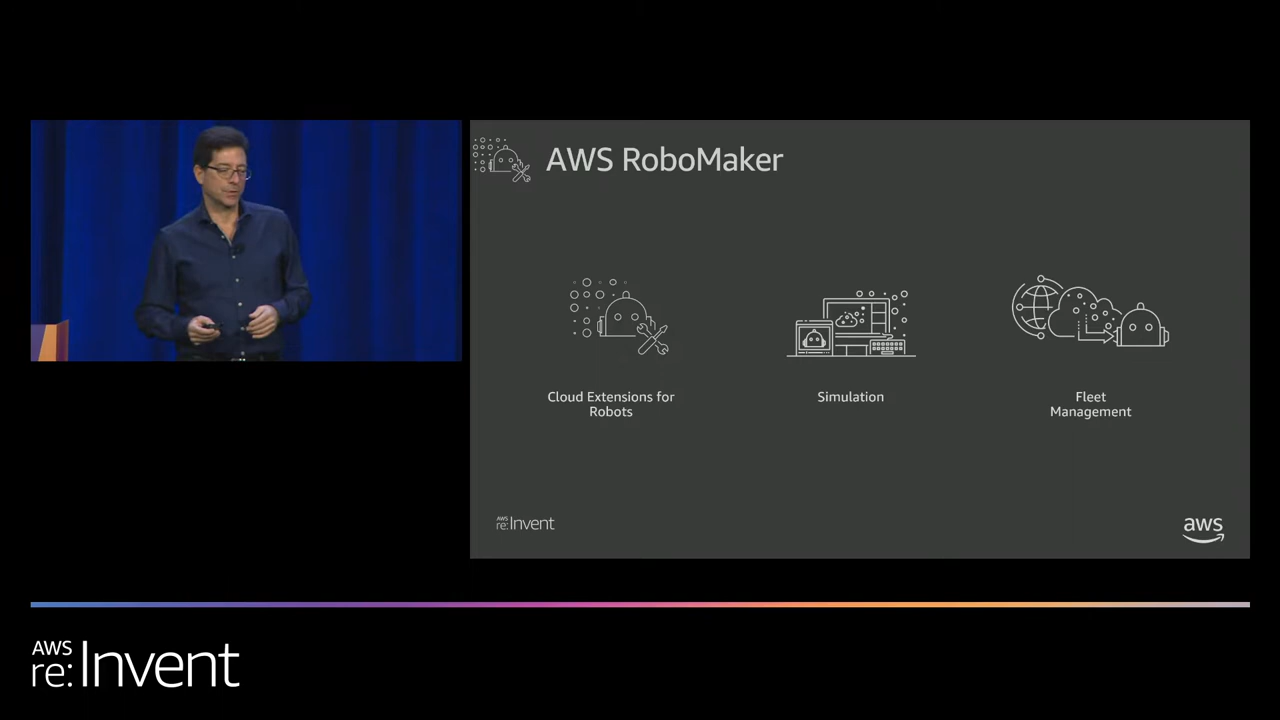 AWS RoboMaker
Cloud Extensions for
Robots
Simulation
Fleet
Management
AWS
re:Invent
aws
AWS
re:Invent